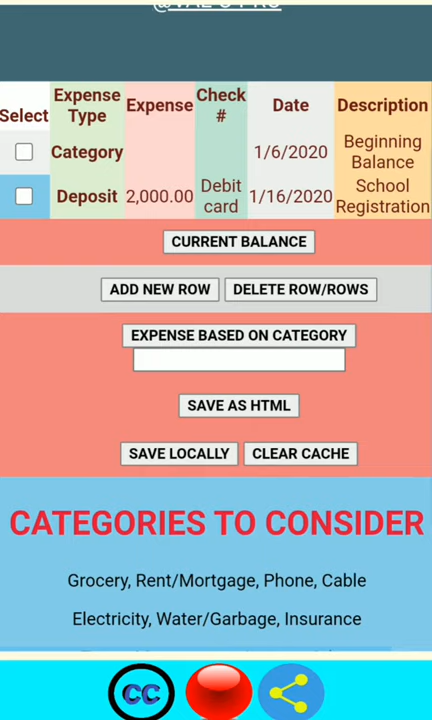 Select
Expense Type
Expense
Check #
Date
Description
Category
1/6/2020
Beginning Balance
Deposit
2,000.00
Debit card
1/16/2020
School Registration
CURRENT BALANCE
ADD NEW ROW
DELETE ROW/ROWS
EXPENSE BASED ON CATEGORY
SAVE AS HTML
SAVE LOCALLY
CLEAR CACHE
CATEGORIES TO CONSIDER
Grocery, Rent/Mortgage, Phone, Cable
Electricity, Water/Garbage, Insurance
CC